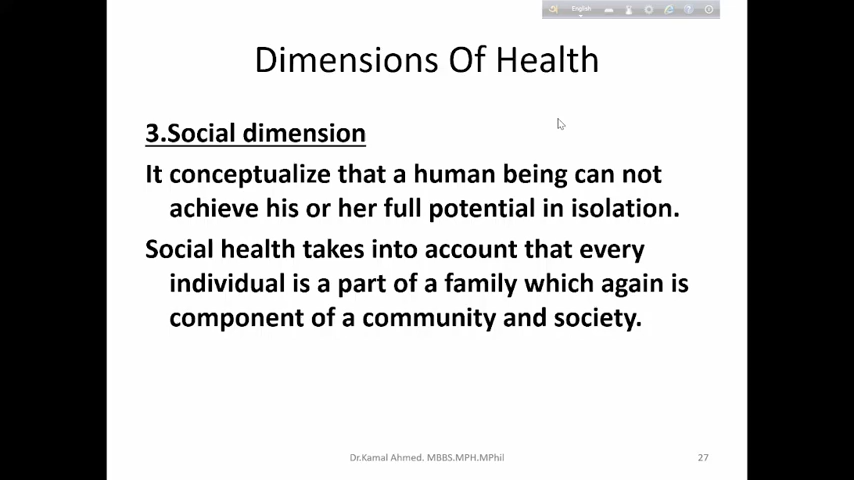 English
Dimensions Of Health
3.Social dimension
It conceptualize that a human being can not
achieve his or her full potential in isolation.
Social health takes into account that every
individual is a part of a family which again is
component of a community and society.
Dr.Kamal Ahmed. MBBS.MPH.MPhil
27